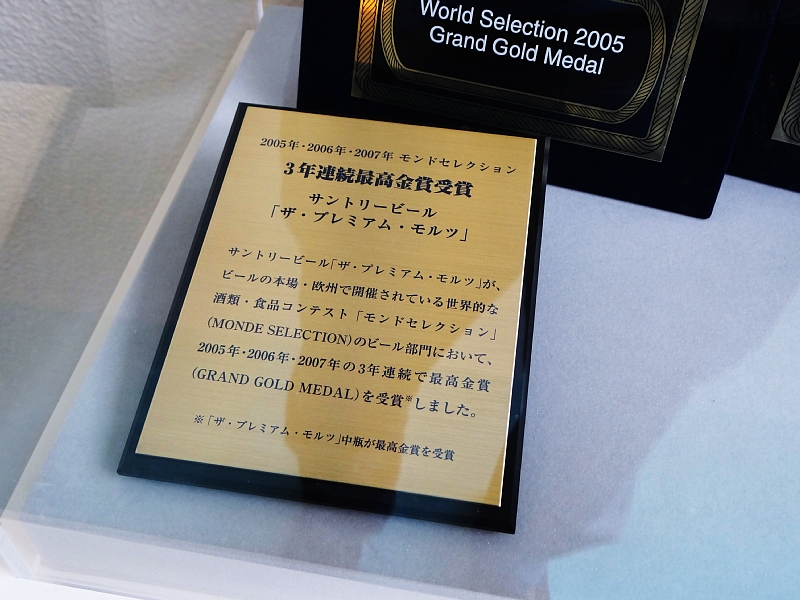 World Selection 2005
Grand Gold Medal
2005年・2006年・2007年 モンドセレクション
3年連続最高金賞受賞
サントリービール
「ザ・プレミアム・モルツ」
サントリービール「ザ・プレミアム・モルツ」が、
ビールの本場・欧州で開催されている世界的な
酒類・食品コンテスト「モンドセレクション」
(MONDE SELECTION)のビール部門において、
2005年・2006年・2007年の3年連続で最高金賞
(GRAND GOLD MEDAL)を受賞※しました。
※「ザ・プレミアム・モルツ」中瓶が最高金賞を受賞